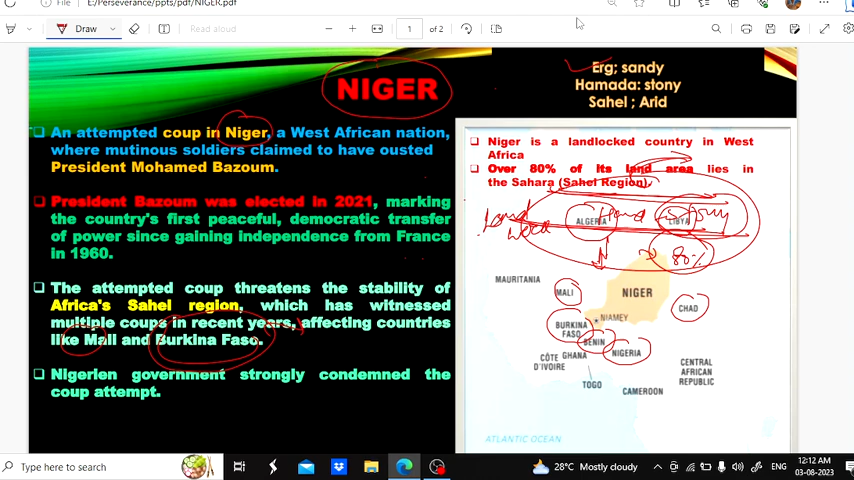 File
E:/Perseverance/ppts/pdf/NIGER.pdf
Draw
1
of 2
Read aloud
NIGER
Erg; sandy
Hamada: stony
Sahel ; Arid
An attempted coup in Niger, a West African nation,
where mutinous soldiers claimed to have ousted
President Mohamed Bazoum.
President Bazoum was elected in 2021, marking
the country's first peaceful, democratic transfer
of power since gaining independence from France
in 1960.
The attempted coup threatens the stability of
Africa's Sahel region, which has witnessed
multiple coups in recent years, affecting countries
like Mali and Burkina Faso.
Nigerien government strongly condemned the
coup attempt.
Niger is a landlocked country in West
Africa
Over 80% of its land area lies in
the Sahara (Sahel Region).
Land
ALGERIA
LIBYA
N
80%
MAURITANIA
MALI
NIGER
CHAD
NIAMEY
BURKINA
FASO
BENIN
NIGERIA
CÔTE
D'IVOIRE
GHANA
TOGO
CAMEROON
CENTRAL
AFRICAN
REPUBLIC
ATLANTIC OCEAN
Type here to search
28°C Mostly cloudy
ENG
12:12 AM
03-08-2023